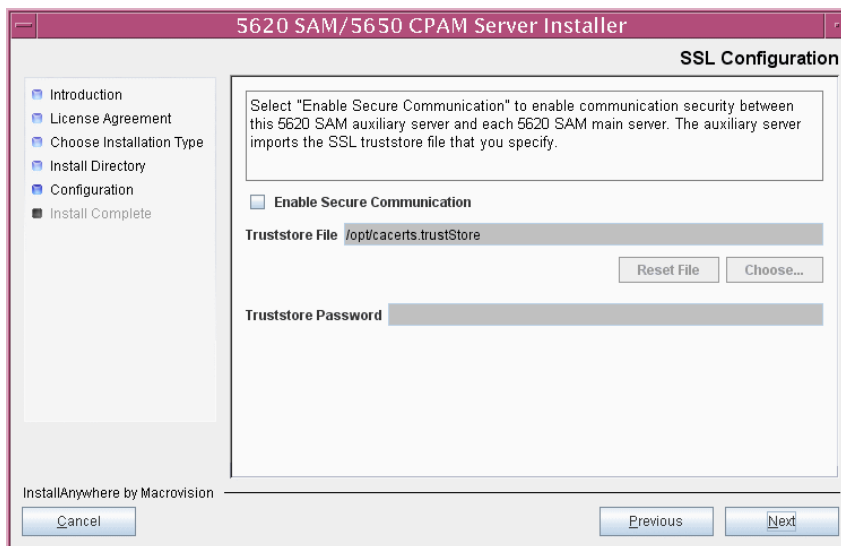 5620 SAM/5650 CPAM Server Installer
SSL Configuration
Introduction
License Agreement
Choose Installation Type
Install Directory
Configuration
Install Complete
Select "Enable Secure Communication" to enable communication security between
this 5620 SAM auxiliary server and each 5620 SAM main server. The auxiliary server
imports the SSL truststore file that you specify.
Enable Secure Communication
Truststore File /opt/cacerts.trustStore
Reset File Choose...
Truststore Password
InstallAnywhere by Macrovision
Cancel Previous Next